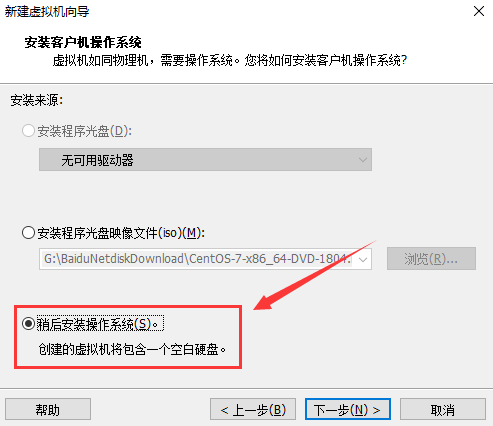 新建虚拟机向导
安装客户机操作系统
虚拟机如同物理机，需要操作系统。您将如何安装客户机操作系统?
安装来源:
安装程序光盘(D):
无可用驱动器
安装程序光盘映像文件(iso)(M):
G:\BaiduNetdiskDownload\CentOS-7-x86_64-DVD-1804.
浏览(R)...
稍后安装操作系统(S)。
创建的虚拟机将包含一个空白硬盘。
帮助
< 上一步(B)
下一步(N) >
取消